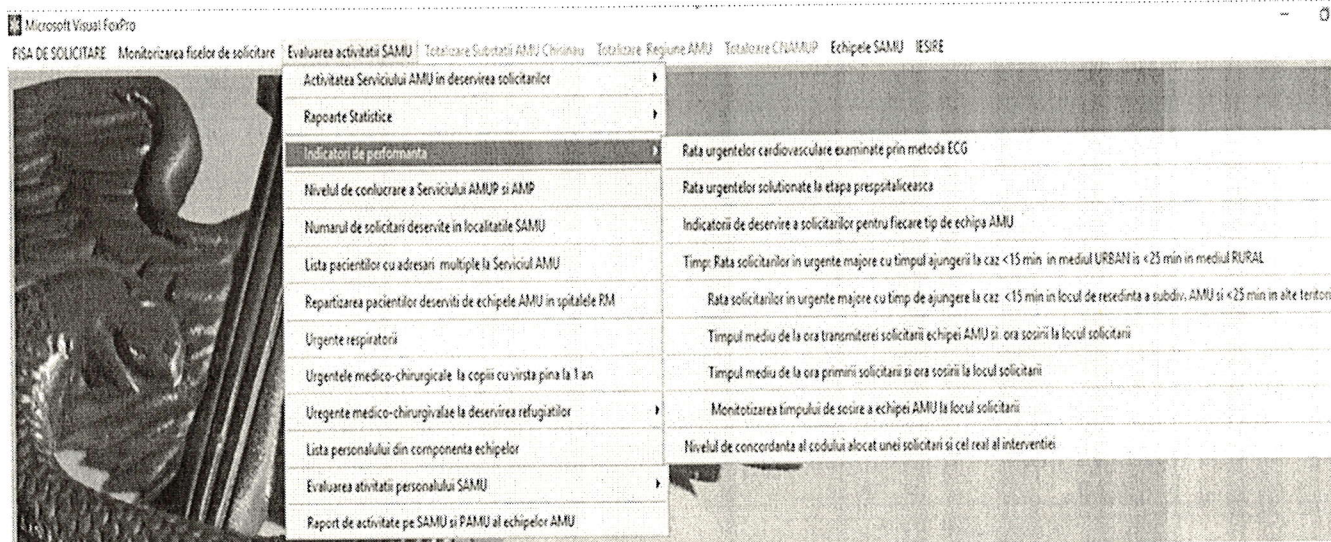 Microsoft Visual FoxPro
FISA DE SOLICITARE Monitorizarea fiselor de solicitare Evaluarea activitatii SAMU Totalizare Substatii AMU Chisinau Totalizare Regiune AMU Totalizare CNAMUP Echipele SAMU IESIRE
Activitatea Serviciului AMU in deservirea solicitarilor
Rapoarte Statistice
Indicatori de performanta
Nivelul de conlucrare a Serviciului AMUP si AMP
Numarul de solicitari deservite in localitatile SAMU
Lista pacientilor cu adresari multiple la Serviciul AMU
Repartizarea pacientilor deserviti de echipele AMU in spitalele RM
Urgente respiratorii
Urgentele medico-chirurgicale la copiii cu virsta pina la 1 an
Uregente medico-chirurgivalae la deservirea refugiatilor
Lista personalului din componenta echipelor
Evaluarea ativitatii personalului SAMU
Raport de activitate pe SAMU si PAMU al echipelor AMU
Rata urgentelor cardiovasculare examinate prin metoda ECG
Rata urgentelor solutionate la etapa prespsitaliceasca
Indicatorii de deservire a solicitarilor pentru fiecare tip de echipa AMU
Timp: Rata solicitarilor in urgente majore cu timpul ajungerii la caz <15 min in mediul URBAN is <25 min in mediul RURAL
Rata solicitarilor in urgente majore cu timp de ajungere la caz <15 min in locul de resedinta a subdiv. AMU si <25 min in alte teritori
Timpul mediu de la ora transmiterei solicitarii echipei AMU si ora sosirii la locul solicitarii
Timpul mediu de la ora primirii solicitarii si ora sosirii la locul solicitarii
Monitotizarea timpului de sosire a echipei AMU la locul solicitarii
Nivelul de concordanta al codului alocat unei solicitari si cel real al interventiei